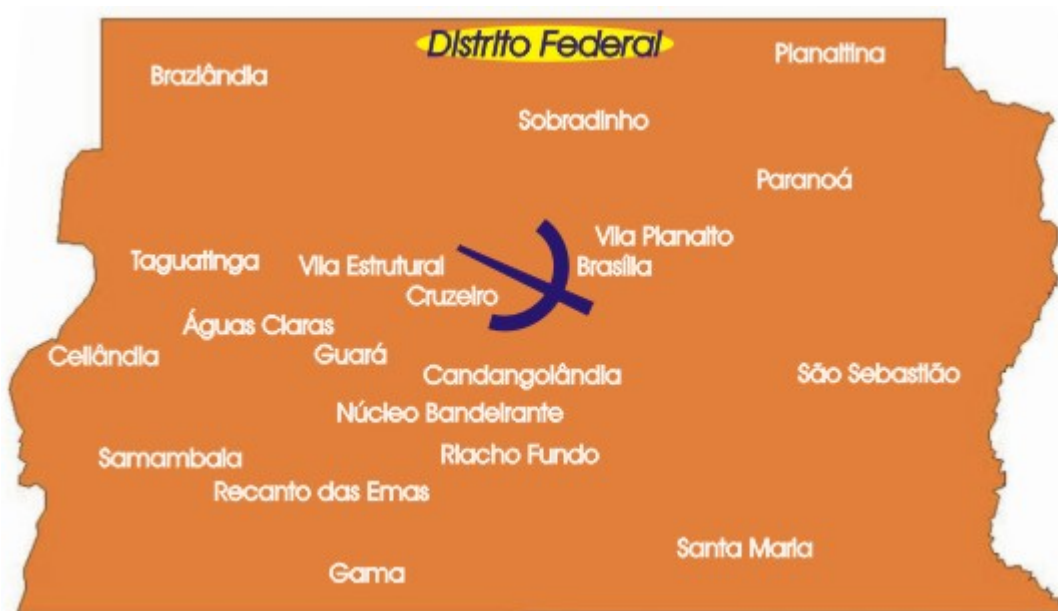 Distrito Federal
Planaltina
Brazlândia
Sobradinho
Paranoá
Vila Planalto
Taguatinga
Vila Estrutural
Brasília
Cruzeiro
Águas Claras
Ceilândia
Guará
Candangolândia
São Sebastião
Núcleo Bandeirante
Samambaia
Riacho Fundo
Recanto das Emas
Santa Maria
Gama